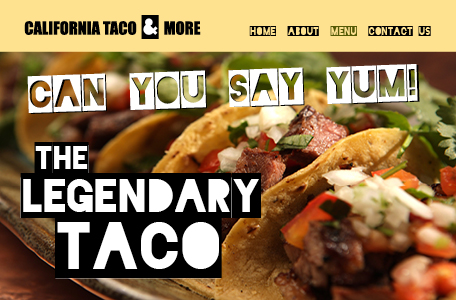 CALIFORNIA TACO & MORE
HOME ABOUT MENU CONTACT US
CAN YOU SAY YUM!
THE
LEGENDARY
TACO